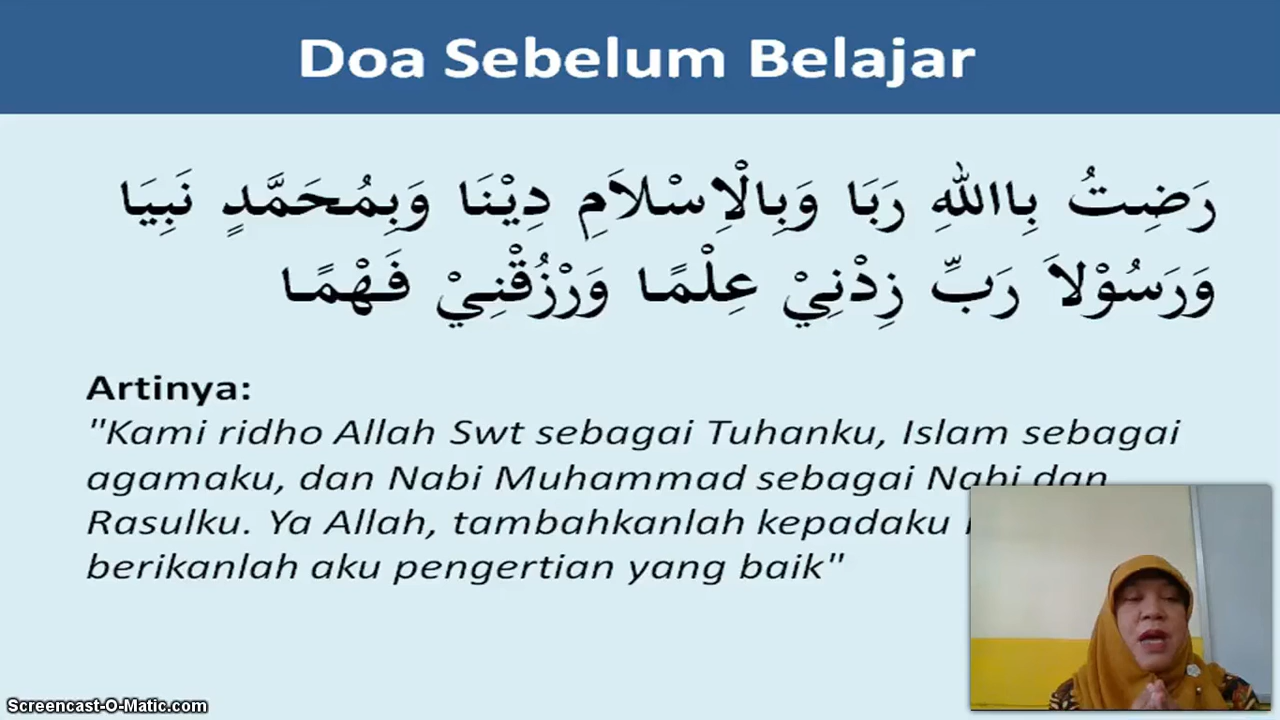 Doa Sebelum Belajar
رَضِتُ بِاللهِ رَبَا وَبِالْاِسْلاَمِ دِيْنَا وَبِمُحَمَّدٍ نَبِيَا
وَرَسُوْلاَ رَبِّ زِدْنِيْ عِلْمًا وَرْزُقْنِيْ فَهْمًا
Artinya:
"Kami ridho Allah Swt sebagai Tuhanku, Islam sebagai
agamaku, dan Nabi Muhammad sebagai Nabi dan
Rasulku. Ya Allah, tambahkanlah kepadaku
berikanlah aku pengertian yang baik"
Screencast-O-Matic.com